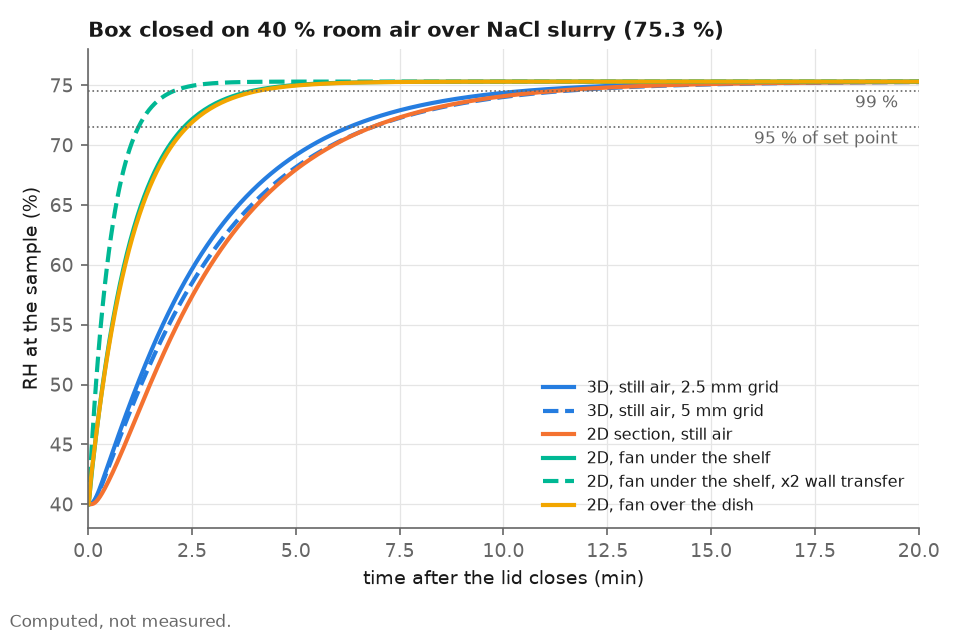 Box closed on 40 % room air over NaCl slurry (75.3 %)
RH at the sample (%)
75
70
65
60
55
50
45
40
99 %
95 % of set point
3D, still air, 2.5 mm grid
3D, still air, 5 mm grid
2D section, still air
2D, fan under the shelf
2D, fan under the shelf, x2 wall transfer
2D, fan over the dish
0.0 2.5 5.0 7.5 10.0 12.5 15.0 17.5 20.0
time after the lid closes (min)
Computed, not measured.